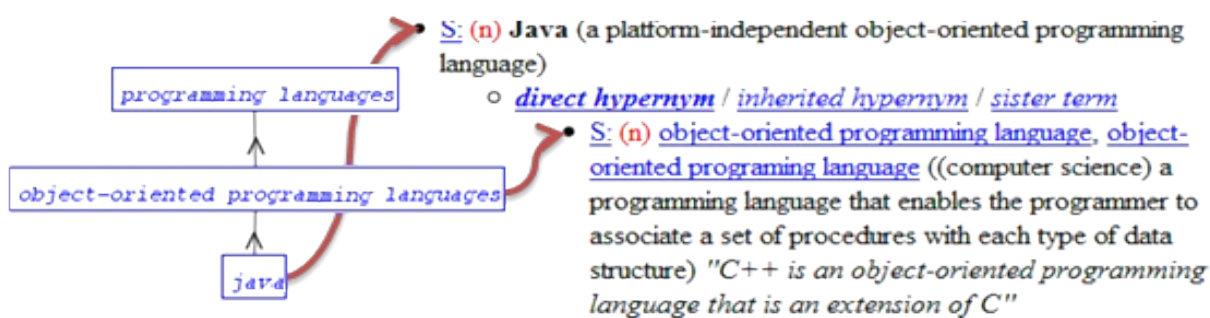 programming languages
object-oriented programming languages
java
S: (n) Java (a platform-independent object-oriented programming
language)
direct hypernym / inherited hypernym / sister term
S: (n) object-oriented programming language, object-
oriented programing language ((computer science) a
programming language that enables the programmer to
associate a set of procedures with each type of data
structure) "C++ is an object-oriented programming
language that is an extension of C"